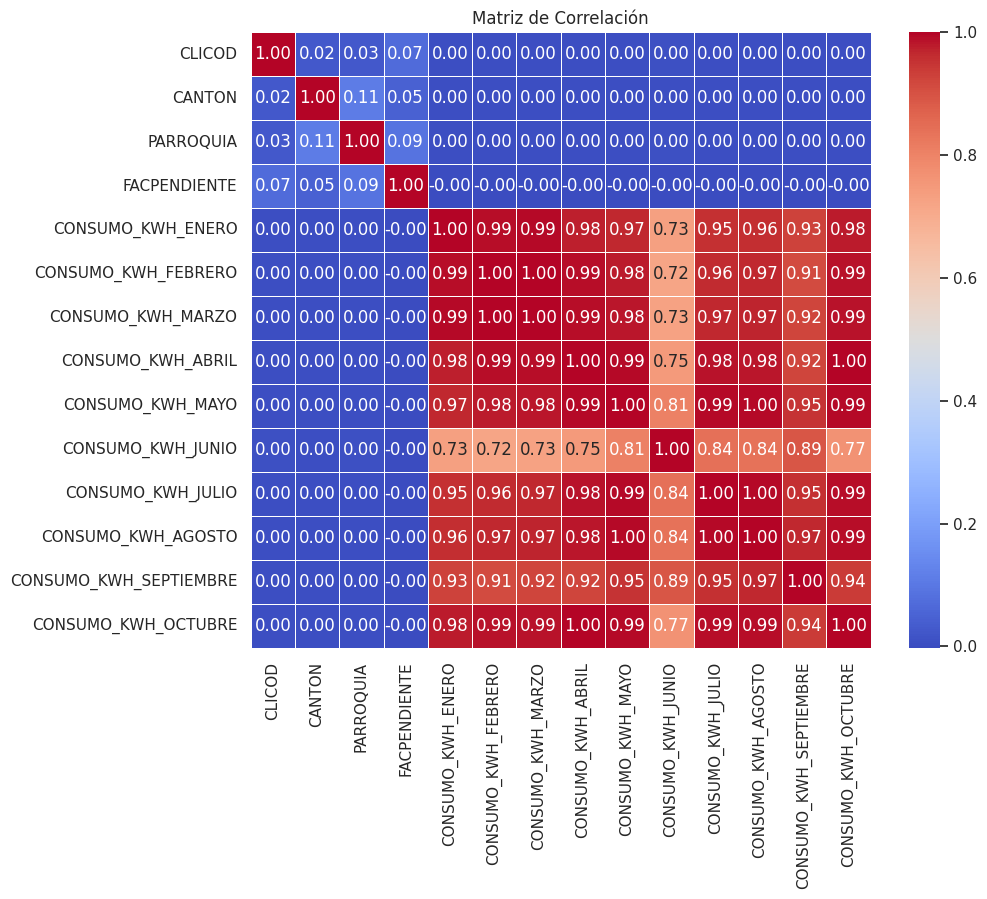 Matriz de Correlación
CLICOD 1.00 0.02 0.03 0.07 0.00 0.00 0.00 0.00 0.00 0.00 0.00 0.00 0.00 0.00
CANTON 0.02 1.00 0.11 0.05 0.00 0.00 0.00 0.00 0.00 0.00 0.00 0.00 0.00 0.00
PARROQUIA 0.03 0.11 1.00 0.09 0.00 0.00 0.00 0.00 0.00 0.00 0.00 0.00 0.00 0.00
FACPENDIENTE 0.07 0.05 0.09 1.00 -0.00 -0.00 -0.00 -0.00 -0.00 -0.00 -0.00 -0.00 -0.00 -0.00
CONSUMO_KWH_ENERO 0.00 0.00 0.00 -0.00 1.00 0.99 0.99 0.98 0.97 0.73 0.95 0.96 0.93 0.98
CONSUMO_KWH_FEBRERO 0.00 0.00 0.00 -0.00 0.99 1.00 1.00 0.99 0.98 0.72 0.96 0.97 0.91 0.99
CONSUMO_KWH_MARZO 0.00 0.00 0.00 -0.00 0.99 1.00 1.00 0.99 0.98 0.73 0.97 0.97 0.92 0.99
CONSUMO_KWH_ABRIL 0.00 0.00 0.00 -0.00 0.98 0.99 0.99 1.00 0.99 0.75 0.98 0.98 0.92 1.00
CONSUMO_KWH_MAYO 0.00 0.00 0.00 -0.00 0.97 0.98 0.98 0.99 1.00 0.81 0.99 1.00 0.95 0.99
CONSUMO_KWH_JUNIO 0.00 0.00 0.00 -0.00 0.73 0.72 0.73 0.75 0.81 1.00 0.84 0.84 0.89 0.77
CONSUMO_KWH_JULIO 0.00 0.00 0.00 -0.00 0.95 0.96 0.97 0.98 0.99 0.84 1.00 1.00 0.95 0.99
CONSUMO_KWH_AGOSTO 0.00 0.00 0.00 -0.00 0.96 0.97 0.97 0.98 1.00 0.84 1.00 1.00 0.97 0.99
CONSUMO_KWH_SEPTIEMBRE 0.00 0.00 0.00 -0.00 0.93 0.91 0.92 0.92 0.95 0.89 0.95 0.97 1.00 0.94
CONSUMO_KWH_OCTUBRE 0.00 0.00 0.00 -0.00 0.98 0.99 0.99 1.00 0.99 0.77 0.99 0.99 0.94 1.00
CLICOD
CANTON
PARROQUIA
FACPENDIENTE
CONSUMO_KWH_ENERO
CONSUMO_KWH_FEBRERO
CONSUMO_KWH_MARZO
CONSUMO_KWH_ABRIL
CONSUMO_KWH_MAYO
CONSUMO_KWH_JUNIO
CONSUMO_KWH_JULIO
CONSUMO_KWH_AGOSTO
CONSUMO_KWH_SEPTIEMBRE
CONSUMO_KWH_OCTUBRE
1.0
0.8
0.6
0.4
0.2
0.0